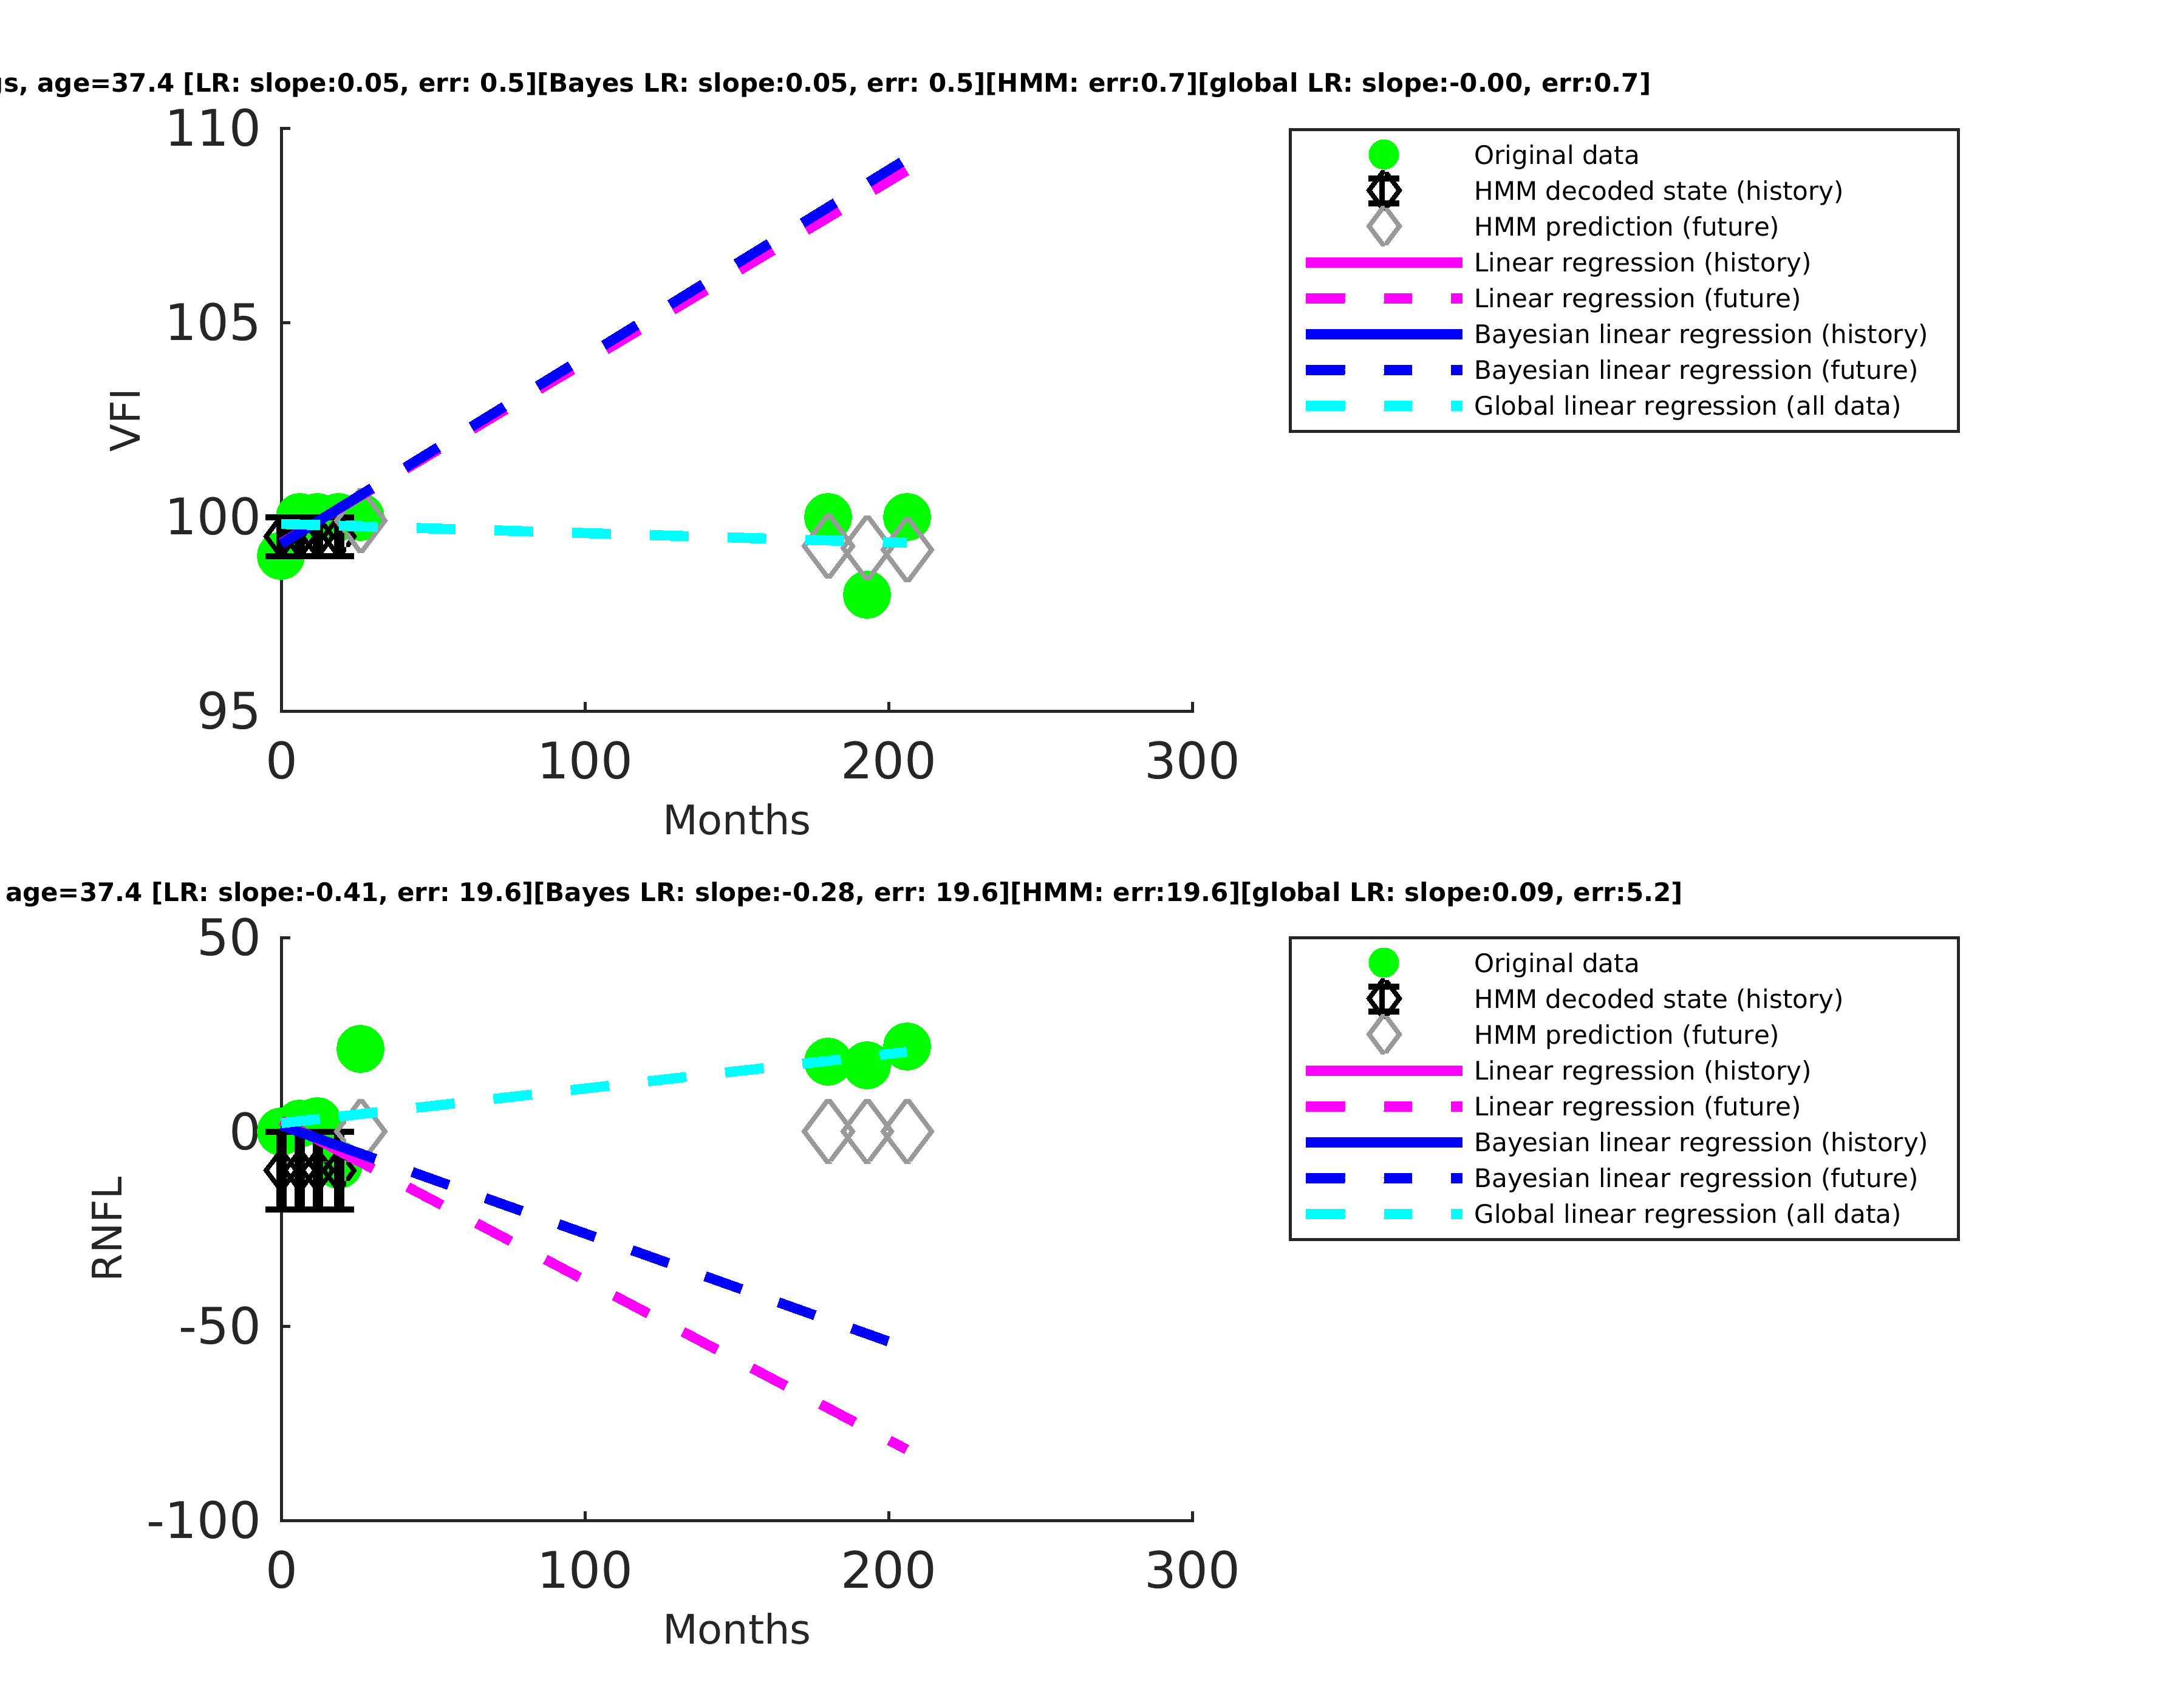 age=37.4 [LR: slope:0.05, err: 0.5][Bayes LR: slope:0.05, err: 0.5][HMM: err:0.7][global LR: slope:-0.00, err:0.7]
110
105
100
95
VFI
0 100 200 300
Months
Original data
HMM decoded state (history)
HMM prediction (future)
Linear regression (history)
Linear regression (future)
Bayesian linear regression (history)
Bayesian linear regression (future)
Global linear regression (all data)
age=37.4 [LR: slope:-0.41, err: 19.6][Bayes LR: slope:-0.28, err: 19.6][HMM: err:19.6][global LR: slope:0.09, err:5.2]
50
0
-50
-100
RNFL
0 100 200 300
Months
Original data
HMM decoded state (history)
HMM prediction (future)
Linear regression (history)
Linear regression (future)
Bayesian linear regression (history)
Bayesian linear regression (future)
Global linear regression (all data)